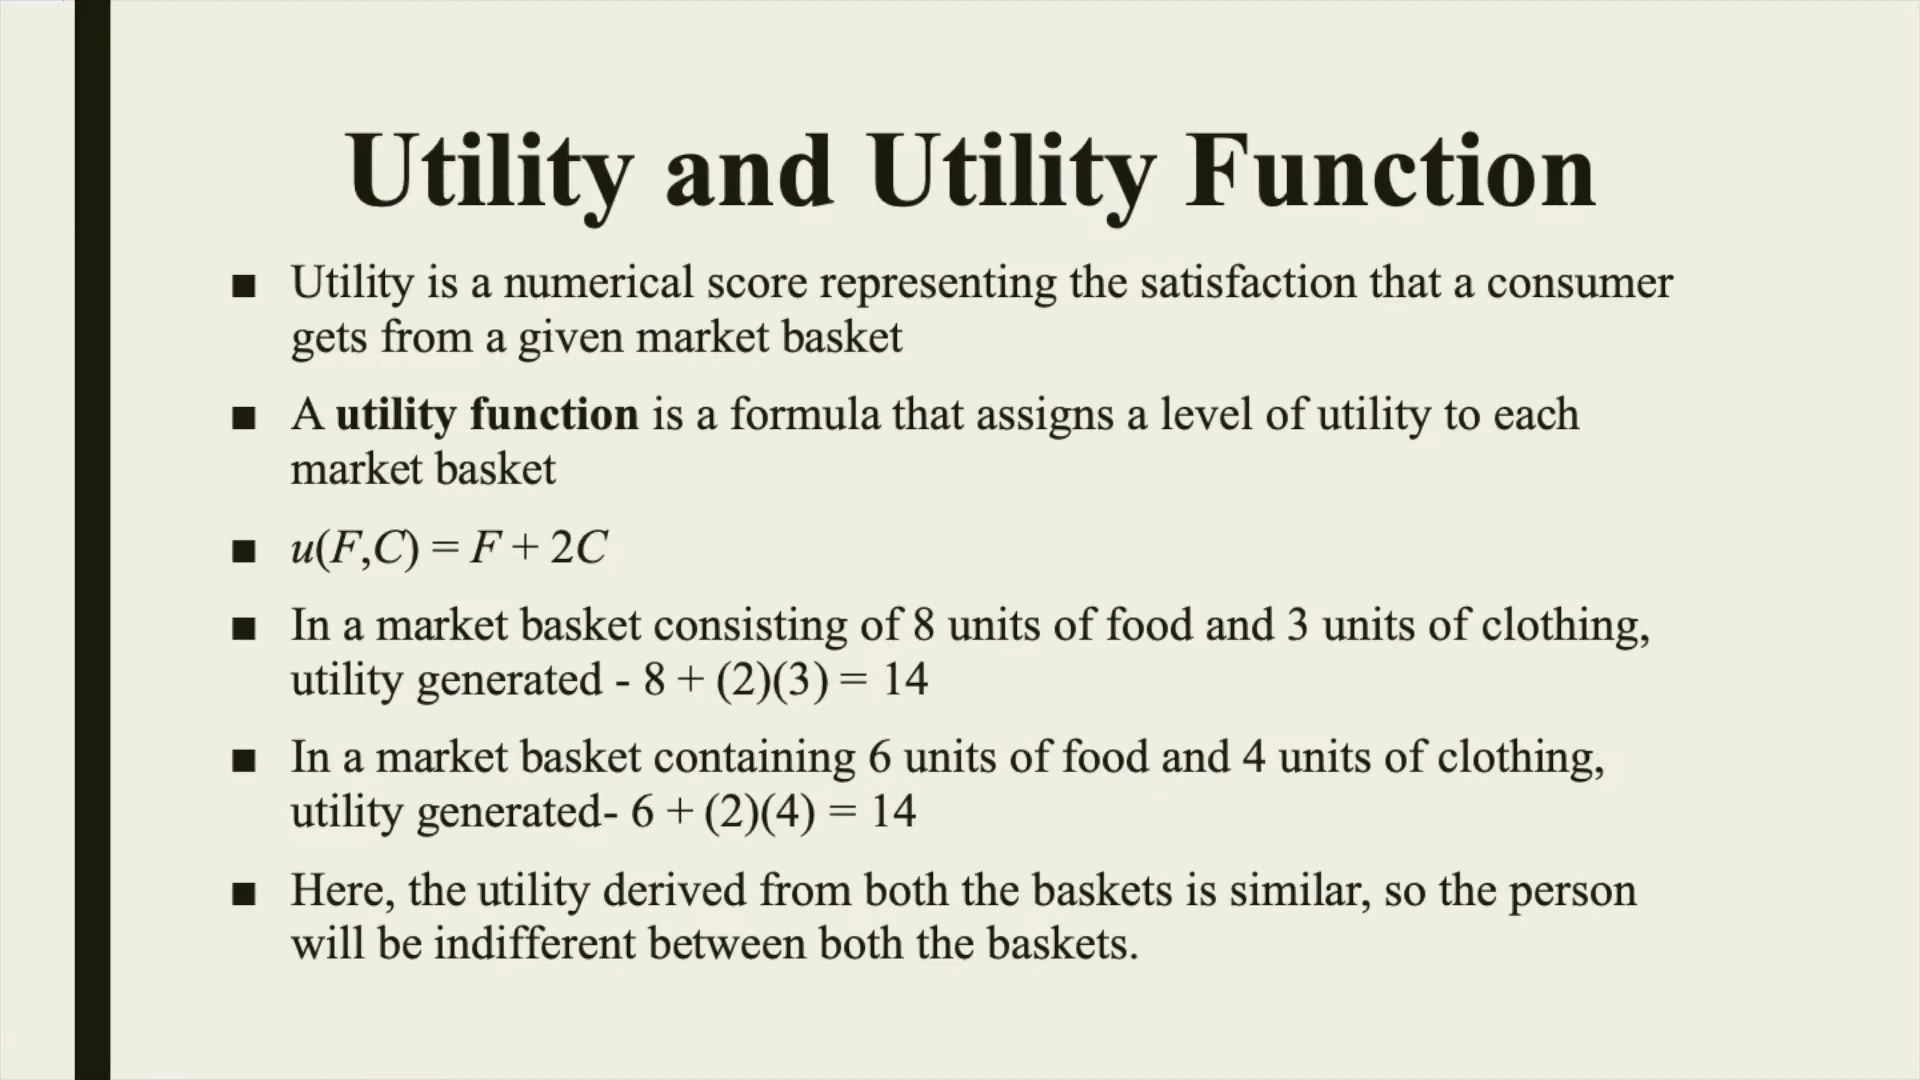 Utility and Utility Function
■ Utility is a numerical score representing the satisfaction that a consumer
gets from a given market basket
■ A utility function is a formula that assigns a level of utility to each
market basket
■ u(F,C) = F + 2C
■ In a market basket consisting of 8 units of food and 3 units of clothing,
utility generated - 8 + (2)(3) = 14
■ In a market basket containing 6 units of food and 4 units of clothing,
utility generated- 6 + (2)(4) = 14
■ Here, the utility derived from both the baskets is similar, so the person
will be indifferent between both the baskets.